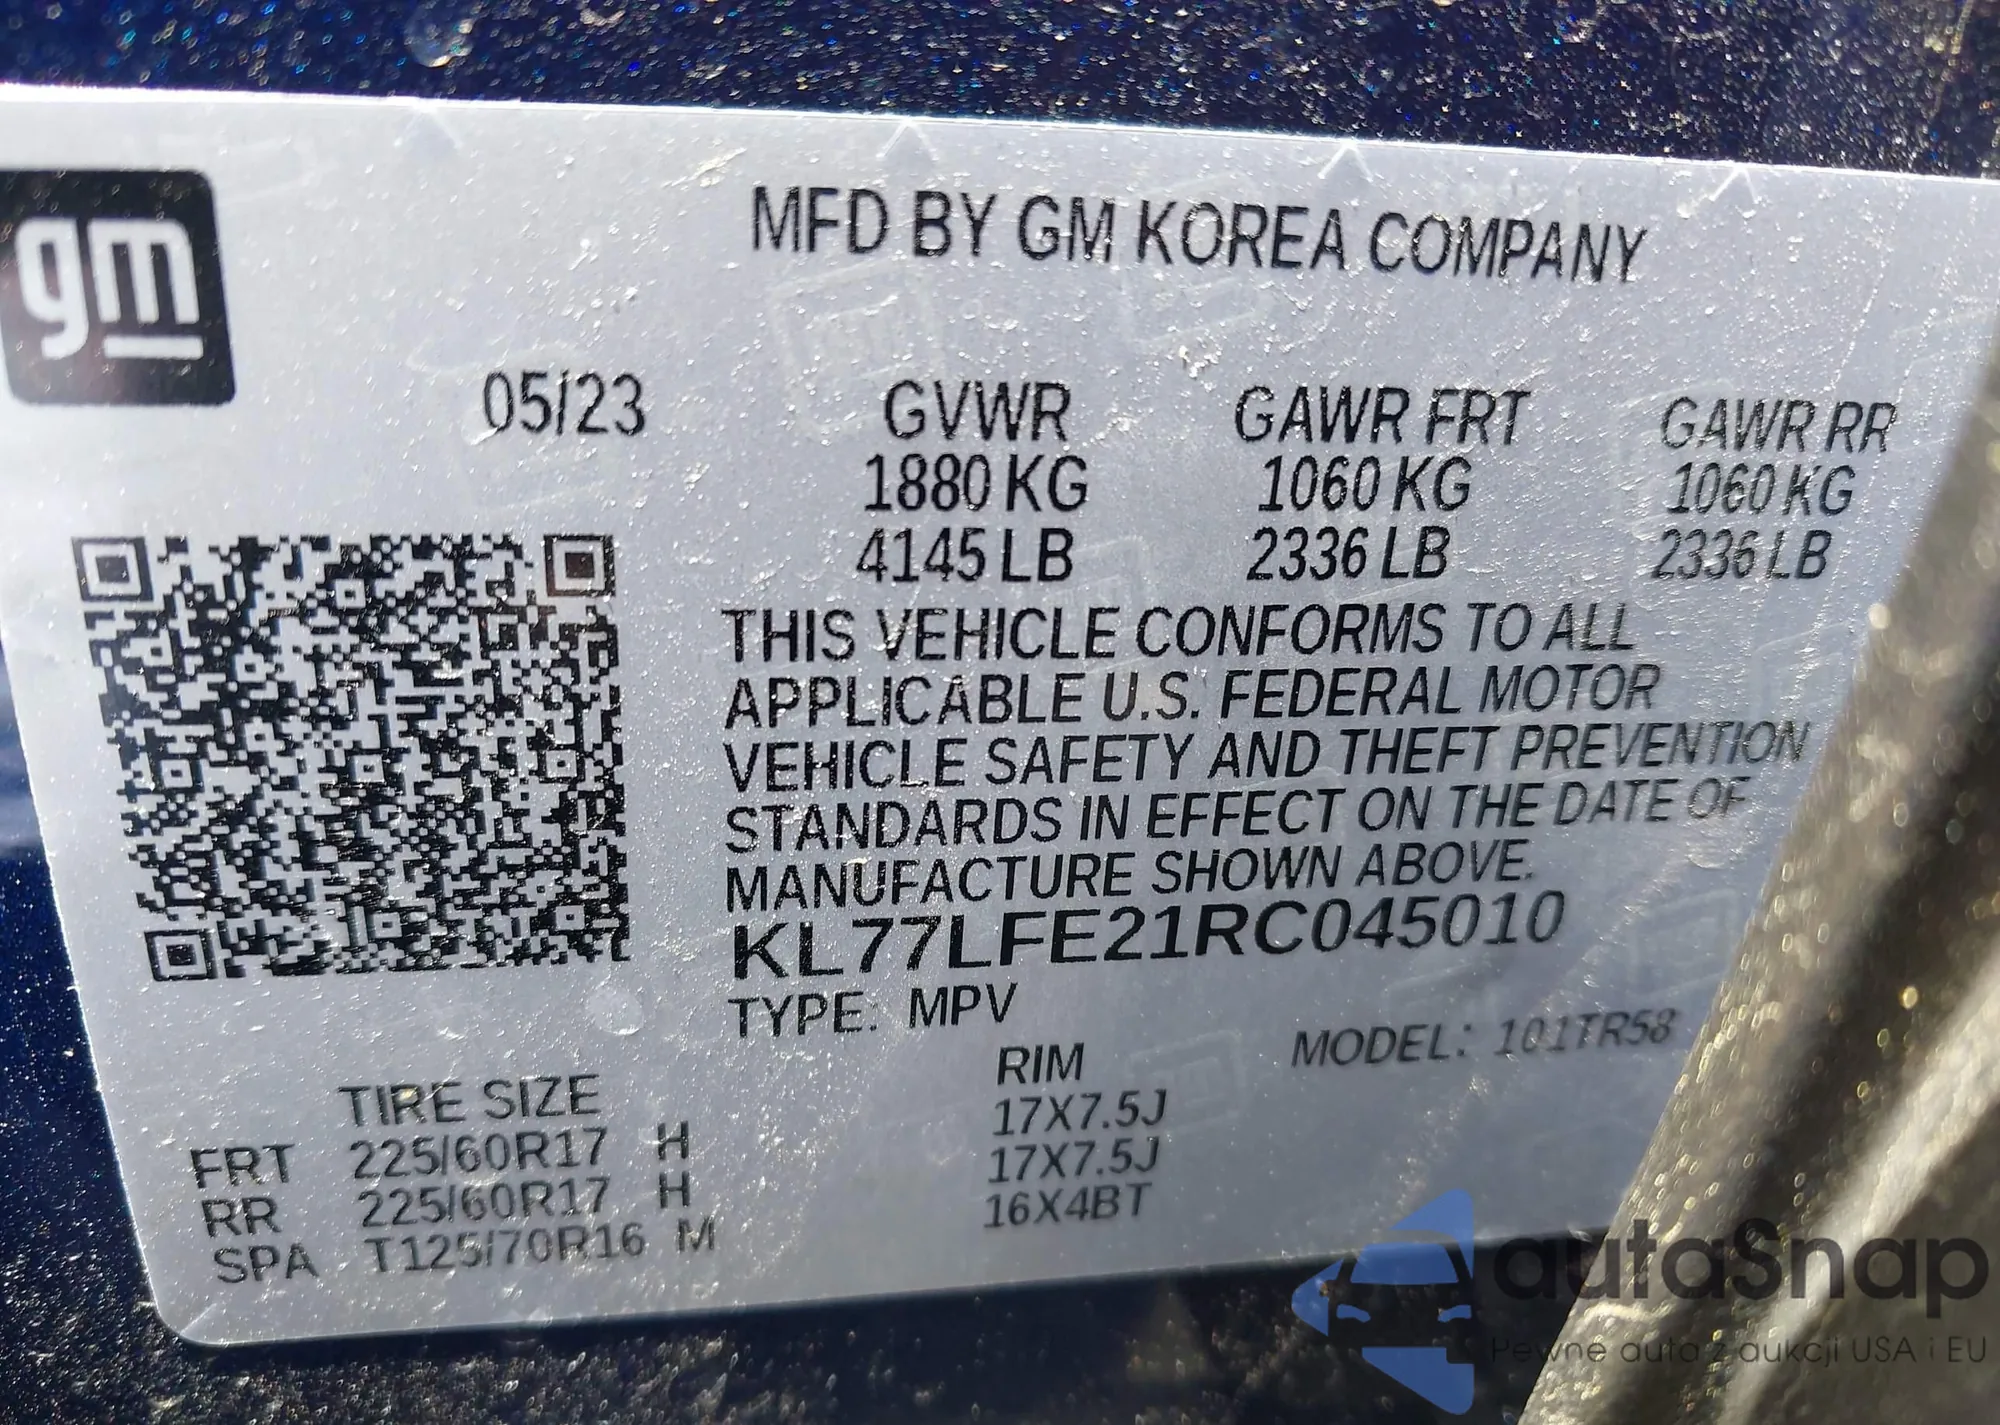 gm
MFD BY GM KOREA COMPANY
05/23 GVWR GAWR FRT GAWR RR
1880 KG 1060 KG 1060 KG
4145 LB 2336 LB 2336 LB
THIS VEHICLE CONFORMS TO ALL
APPLICABLE U.S. FEDERAL MOTOR
VEHICLE SAFETY AND THEFT PREVENTION
STANDARDS IN EFFECT ON THE DATE OF
MANUFACTURE SHOWN ABOVE.
KL77LFE21RC045010
TYPE: MPV MODEL: 101TR58
TIRE SIZE RIM
FRT 225/60R17 H 17X7.5J
RR 225/60R17 H 17X7.5J
SPA T125/70R16 M 16X4BT
autaSnap
Pewne auta z aukcji USA i EU